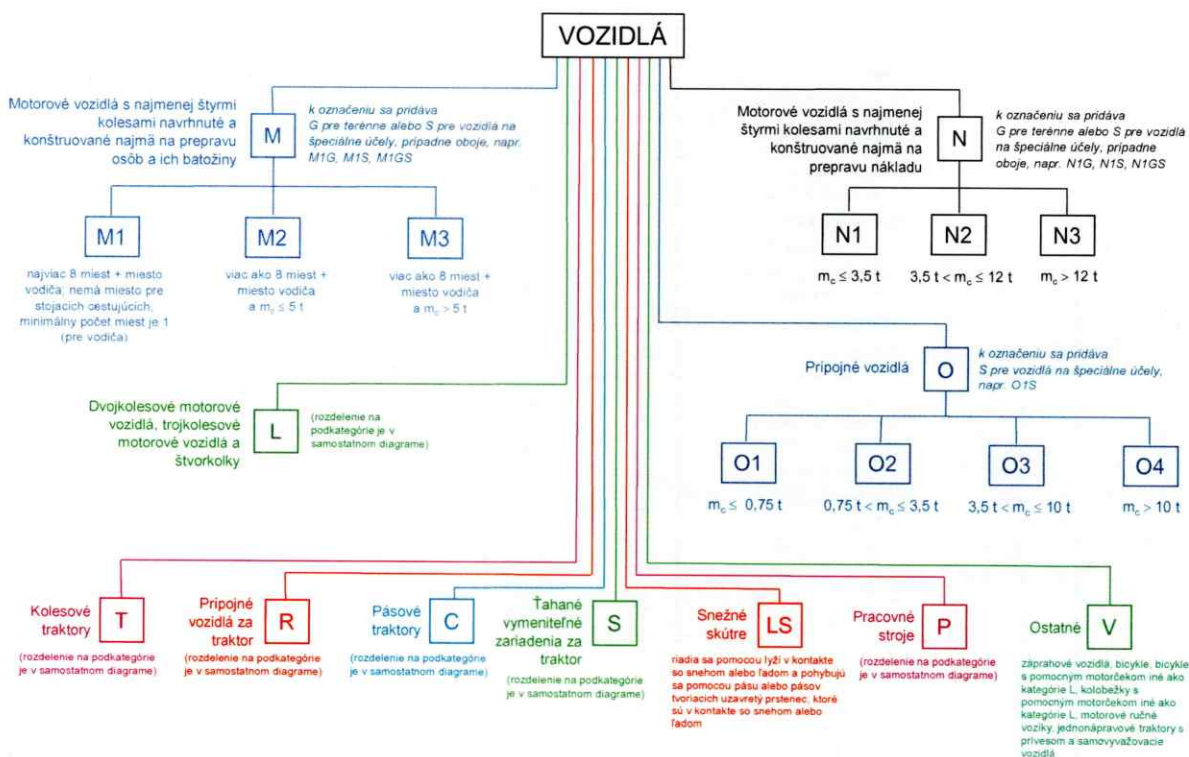 VOZIDLÁ
Motorové vozidlá s najmenej štyrmi
kolesami navrhnuté a
konštruované najmä na prepravu
osôb a ich batožiny
M
k označeniu sa pridáva
G pre terénne alebo S pre vozidlá na
špeciálne účely, prípadne oboje, napr.
M1G, M1S, M1GS
M1
najviac 8 miest + miesto
vodiča; nemá miesto pre
stojacich cestujúcich,
minimálny počet miest je 1
(pre vodiča)
M2
viac ako 8 miest +
miesto vodiča
a mc ≤ 5 t
M3
viac ako 8 miest +
miesto vodiča
a mc > 5 t
Motorové vozidlá s najmenej
štyrmi kolesami navrhnuté a
konštruované najmä na
prepravu nákladu
N
k označeniu sa pridáva
G pre terénne alebo S pre vozidlá
na špeciálne účely, prípadne
oboje, napr. N1G, N1S, N1GS
N1
mc ≤ 3,5 t
N2
3,5 t < mc ≤ 12 t
N3
mc > 12 t
Prípojné vozidlá
O
k označeniu sa pridáva
S pre vozidlá na špeciálne účely,
napr. O1S
O1
mc ≤ 0,75 t
O2
0,75 t < mc ≤ 3,5 t
O3
3,5 t < mc ≤ 10 t
O4
mc > 10 t
Dvojkolesové motorové
vozidlá, trojkolesové
motorové vozidlá a
štvorkolky
L
(rozdelenie na
podkategórie je v
samostatnom diagrame)
Kolesové
traktory
T
(rozdelenie na podkategórie
je v samostatnom diagrame)
Prípojné
vozidlá za
traktor
R
(rozdelenie na podkategórie
je v samostatnom diagrame)
Pásové
traktory
C
(rozdelenie na podkategórie
je v samostatnom diagrame)
Ťahané
vymeniteľné
zariadenia za
traktor
S
(rozdelenie na podkategórie
je v samostatnom diagrame)
Snežné
skútre
LS
riadia sa pomocou lyží v kontakte
so snehom alebo ľadom a pohybujú
sa pomocou pásu alebo pásov
tvoriacich uzavretý prstenec, ktoré
sú v kontakte so snehom alebo
ľadom
Pracovné
stroje
P
(rozdelenie na podkategórie
je v samostatnom diagrame)
Ostatné
V
záprahové vozidlá, bicykle, bicykle
s pomocným motorčekom iné ako
kategórie L, kolobežky s
pomocným motorčekom iné ako
kategórie L, motorové ručné
vozíky, jednonápravové traktory s
prívesom a samovyvažovacie
vozidlá